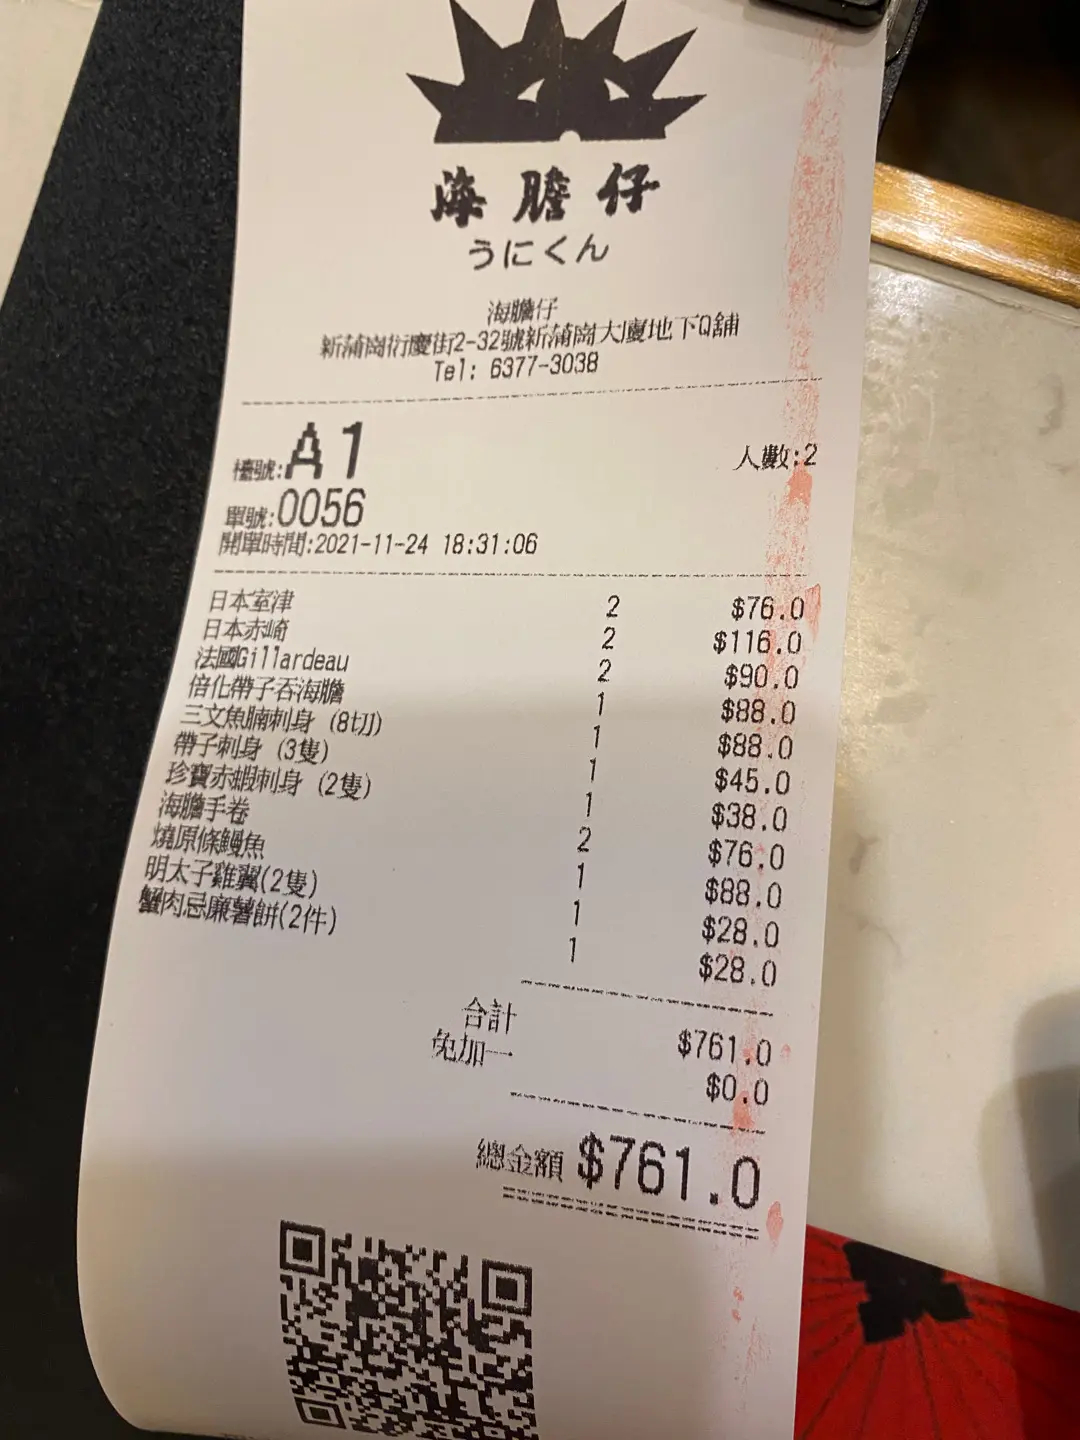 海膽仔
うにくん
海膽仔
新蒲崗衍慶街2-32號新蒲崗大廈地下Q舖
Tel: 6377-3038
檯號:A1 人數:2
單號:0056
開單時間:2021-11-24 18:31:06
日本室津 2 $76.0
日本赤崎 2 $116.0
法國Gillardeau 2 $90.0
倍化帶子吞海膽 1 $88.0
三文魚腩刺身 (8切) 1 $88.0
帶子刺身 (3隻) 1 $45.0
珍寶赤蝦刺身 (2隻) 1 $38.0
海膽手卷 2 $76.0
燒原條鰻魚 1 $88.0
明太子雞翼(2隻) 1 $28.0
蟹肉忌廉薯餅(2件) 1 $28.0
合計 $761.0
免加一 $0.0
總金額 $761.0